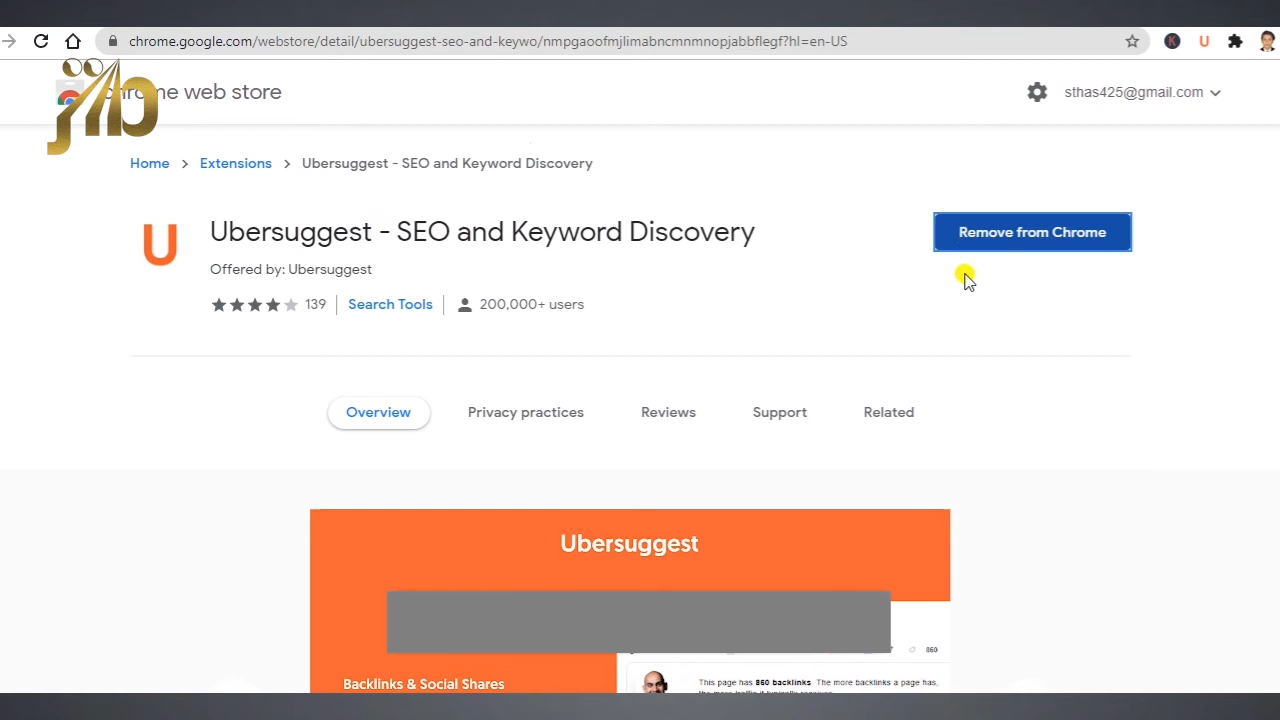 chrome.google.com/webstore/detail/ubersuggest-seo-and-keywo/nmpgaoofmjlimabncmnmnopjabbflegf?hl=en-US
K U
chrome web store
sthas425@gmail.com
Home > Extensions > Ubersuggest - SEO and Keyword Discovery
U
Ubersuggest - SEO and Keyword Discovery
Remove from Chrome
Offered by: Ubersuggest
139 Search Tools 200,000+ users
Overview Privacy practices Reviews Support Related
Ubersuggest
860
Backlinks & Social Shares
This page has 860 backlinks. The more backlinks a page has,